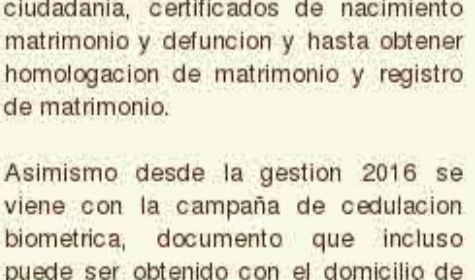 ciudadania, certificados de nacimiento
matrimonio y defuncion y hasta obtener
homologacion de matrimonio y registro
de matrimonio.
Asimismo desde la gestion 2016 se
viene con la campaña de cedulacion
biometrica, documento que incluso
puede ser obtenido con el domicilio de